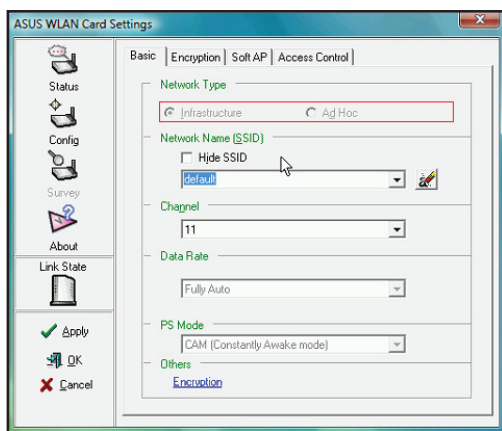 ASUS WLAN Card Settings
Status
Config
Survey
About
Link State
Apply
OK
Cancel
Basic
Encryption
Soft AP
Access Control
Network Type
Infrastructure
Ad Hoc
Network Name (SSID)
Hide SSID
default
Channel
11
Data Rate
Fully Auto
PS Mode
CAM (Constantly Awake mode)
Others
Encryption